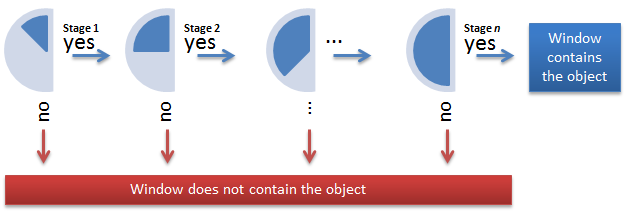 Stage 1
yes
Stage 2
yes
...
Stage n
yes
Window
contains
the object
no
no
...
no
Window does not contain the object